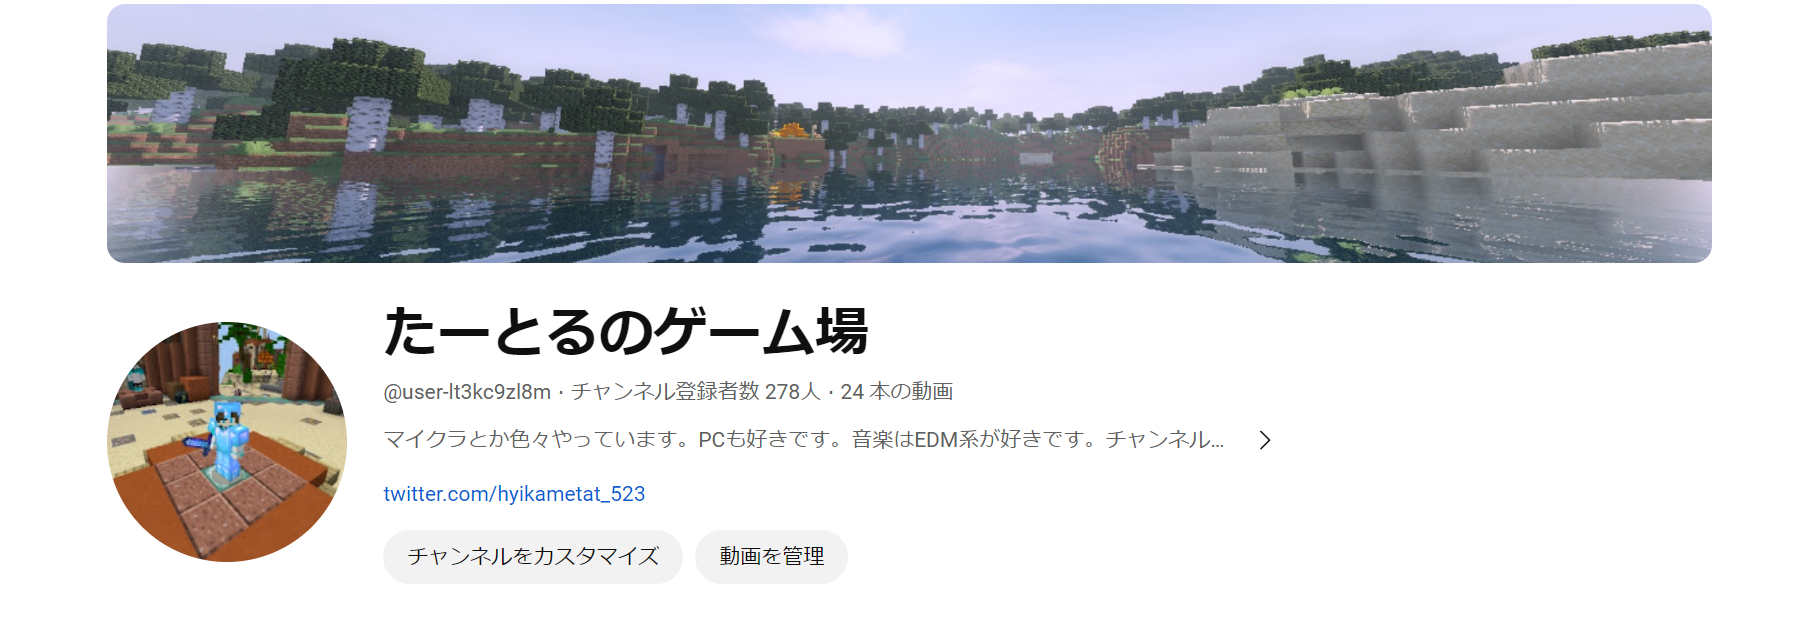 たーとるのゲーム場
@user-lt3kc9zl8m · チャンネル登録者数 278人 · 24 本の動画
マイクラとか色々やっています。PCも好きです。音楽はEDM系が好きです。チャンネル...
twitter.com/hyikametat_523
チャンネルをカスタマイズ 動画を管理